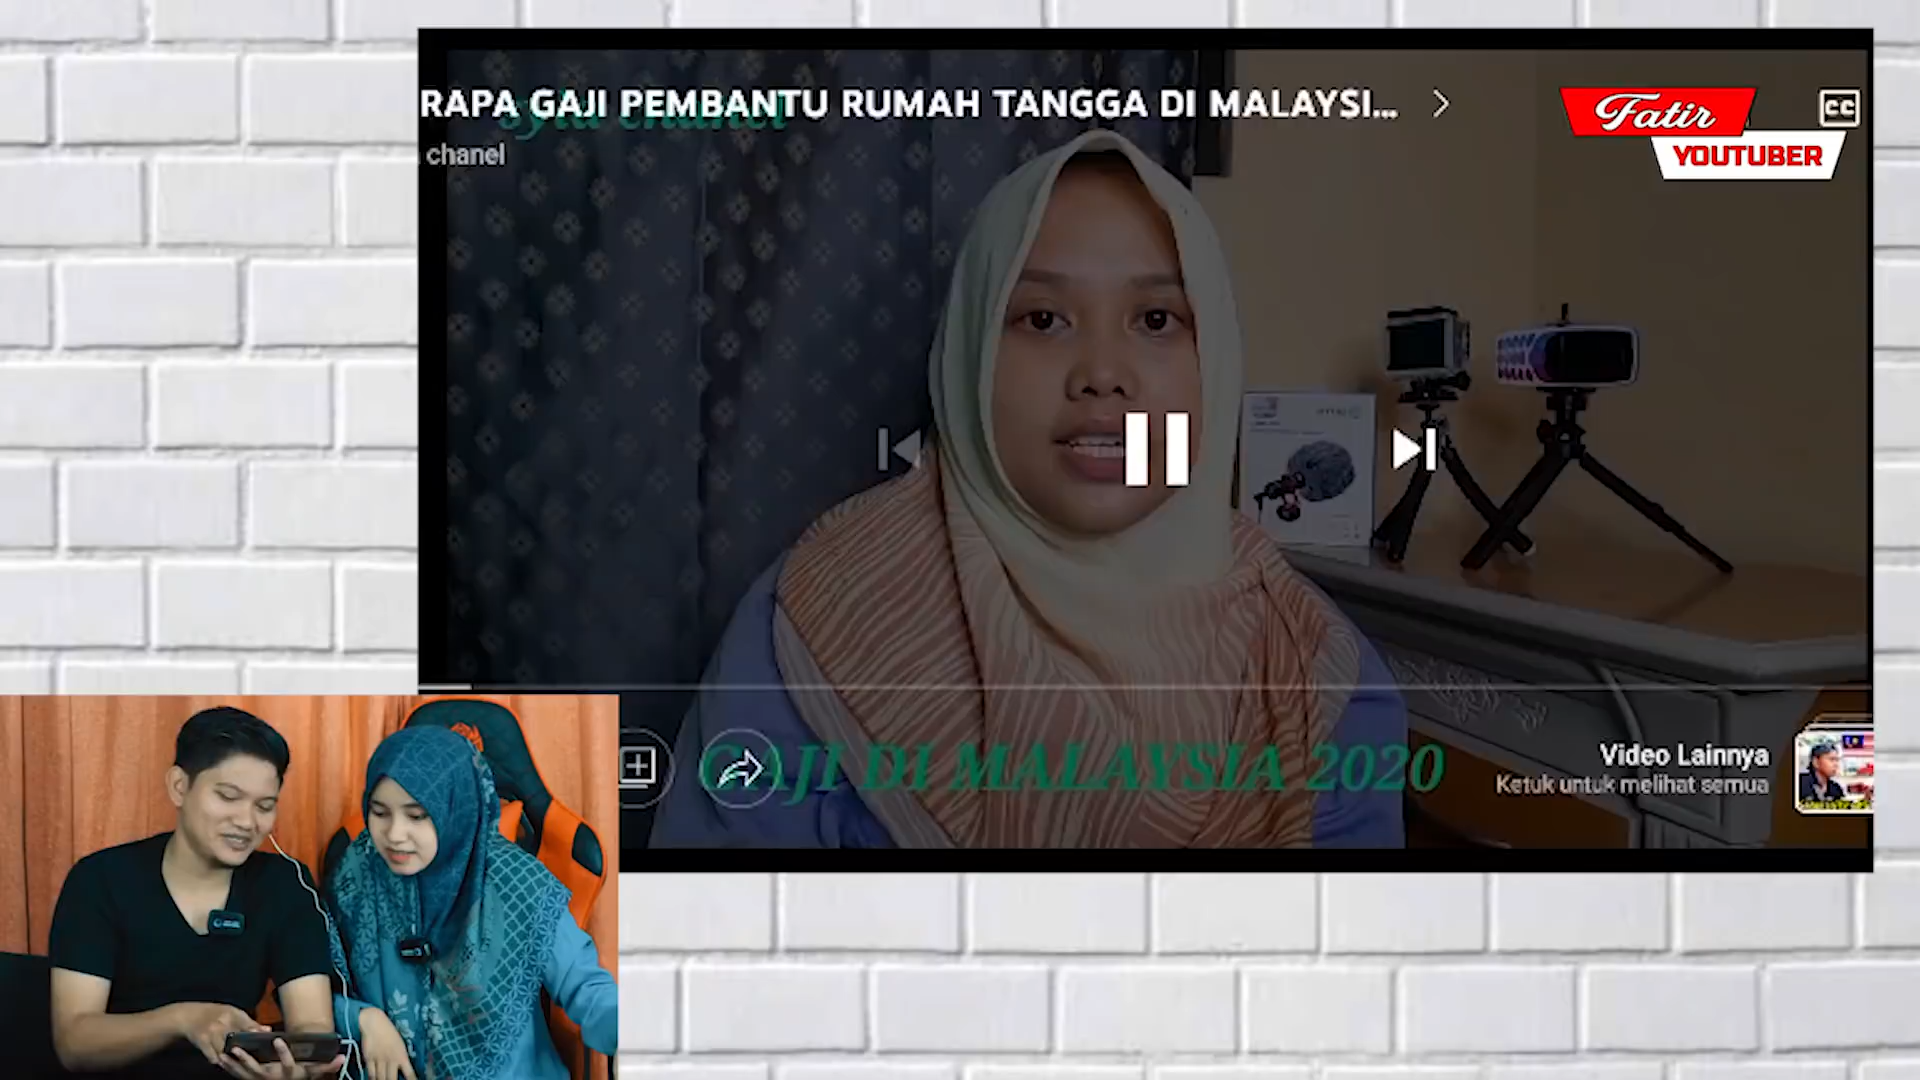 RAPA GAJI PEMBANTU RUMAH TANGGA DI MALAYSI...
chanel
Fatir
YOUTUBER
CC
GAJI DI MALAYSIA 2020
Video Lainnya
Ketuk untuk melihat semua